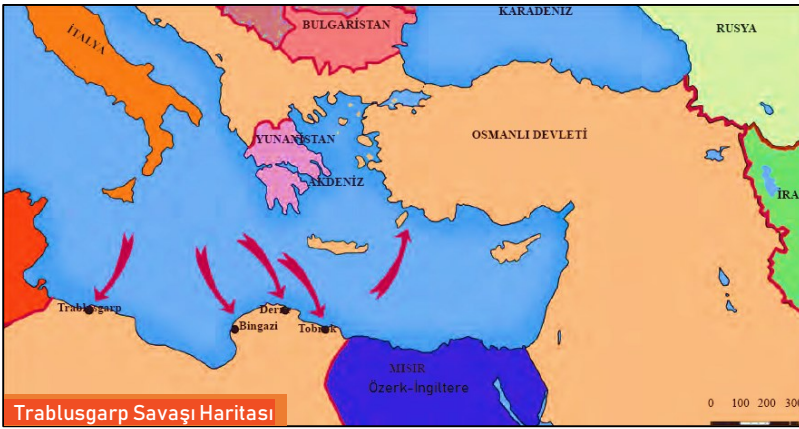 KARADENIZ
BULGARİSTAN
İTALYA
RUSYA
OSMANLI DEVLETİ
YUNANİSTAN
AKDENİZ
İRA
Trablusgarp
Derne
Bingazi
Tobruk
MISIR
Özerk-İngiltere
0 100 200 300
Trablusgarp Savaşı Haritası